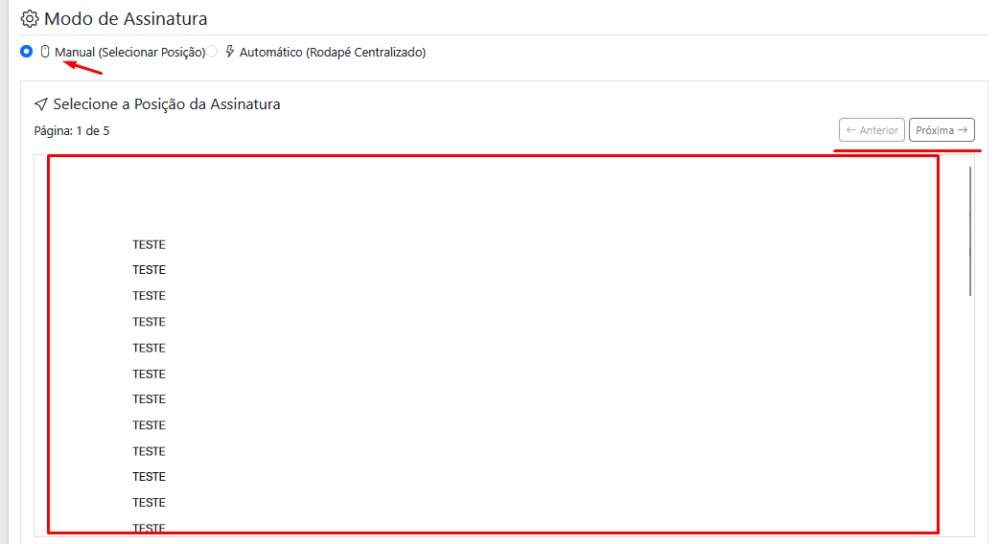 Modo de Assinatura
Manual (Selecionar Posição) Automático (Rodapé Centralizado)
Selecione a Posição da Assinatura
Página: 1 de 5
← Anterior Próxima →
TESTE
TESTE
TESTE
TESTE
TESTE
TESTE
TESTE
TESTE
TESTE
TESTE
TESTE
TESTE